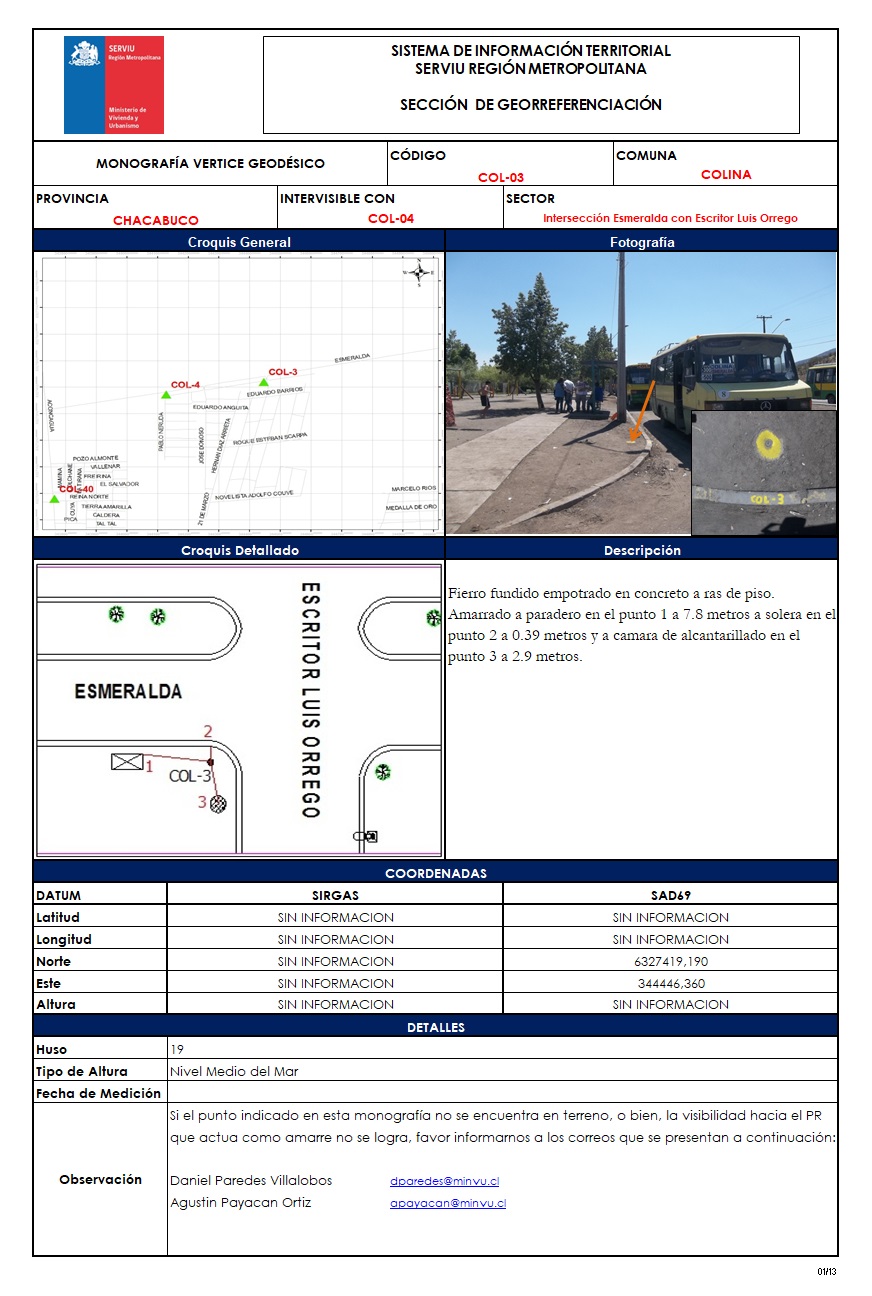 SERVIU
Región Metropolitana
Ministerio de
Vivienda y
Urbanismo
SISTEMA DE INFORMACIÓN TERRITORIAL
SERVIU REGIÓN METROPOLITANA
SECCIÓN DE GEORREFERENCIACIÓN
MONOGRAFÍA VERTICE GEODÉSICO
CÓDIGO
COL-03
COMUNA
COLINA
PROVINCIA
CHACABUCO
INTERVISIBLE CON
COL-04
SECTOR
Intersección Esmeralda con Escritor Luis Orrego
Croquis General
Fotografía
N
W
E
S
ESMERALDA
COL-3
COL-4
EDUARDO BARRIOS
EDUARDO ANGUITA
ACONCAGUA
PABLO NERUDA
JOSE DONOSO
HERNAN DIAZ ARRIETA
ROQUE ESTEBAN SCARPA
POZO ALMONTE
VALLENAR
FREIRINA
EL SALVADOR
COL-40
REINA NORTE
TIERRA AMARILLA
CALDERA
TAL TAL
PICA
21 DE MARZO
NOVELISTA ADOLFO COUVE
MARCELO RIOS
MEDALLA DE ORO
COLINA
COL-3
Croquis Detallado
Descripción
ESCRITOR LUIS ORREGO
ESMERALDA
2
1
COL-3
3
Fierro fundido empotrado en concreto a ras de piso.
Amarrado a paradero en el punto 1 a 7.8 metros a solera en el
punto 2 a 0.39 metros y a camara de alcantarillado en el
punto 3 a 2.9 metros.
COORDENADAS
DATUM SIRGAS SAD69
Latitud SIN INFORMACION SIN INFORMACION
Longitud SIN INFORMACION SIN INFORMACION
Norte SIN INFORMACION 6327419,190
Este SIN INFORMACION 344446,360
Altura SIN INFORMACION SIN INFORMACION
DETALLES
Huso 19
Tipo de Altura Nivel Medio del Mar
Fecha de Medición
Observación
Si el punto indicado en esta monografía no se encuentra en terreno, o bien, la visibilidad hacia el PR
que actua como amarre no se logra, favor informarnos a los correos que se presentan a continuación:
Daniel Paredes Villalobos dparedes@minvu.cl
Agustin Payacan Ortiz apayacan@minvu.cl
01/13